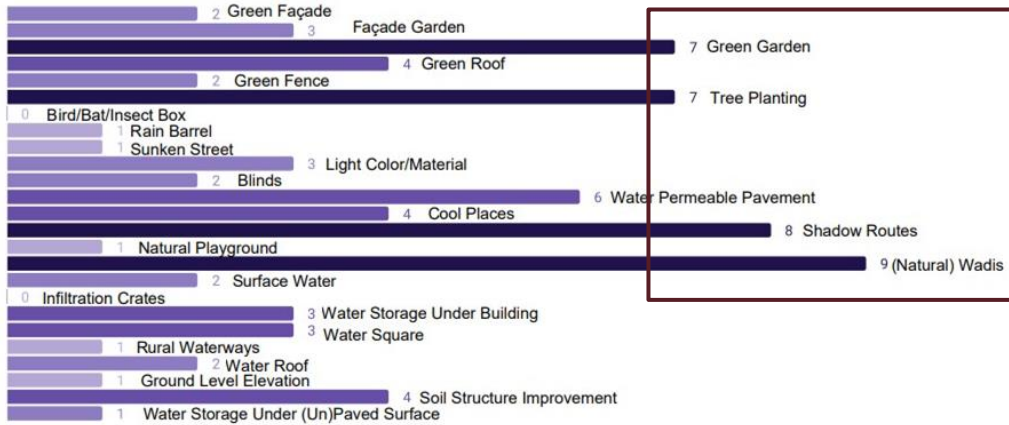 2 Green Façade
3 Façade Garden
7 Green Garden
4 Green Roof
2 Green Fence
7 Tree Planting
0 Bird/Bat/Insect Box
1 Rain Barrel
1 Sunken Street
3 Light Color/Material
2 Blinds
6 Water Permeable Pavement
4 Cool Places
8 Shadow Routes
1 Natural Playground
9 (Natural) Wadis
2 Surface Water
0 Infiltration Crates
3 Water Storage Under Building
3 Water Square
1 Rural Waterways
2 Water Roof
1 Ground Level Elevation
4 Soil Structure Improvement
1 Water Storage Under (Un)Paved Surface